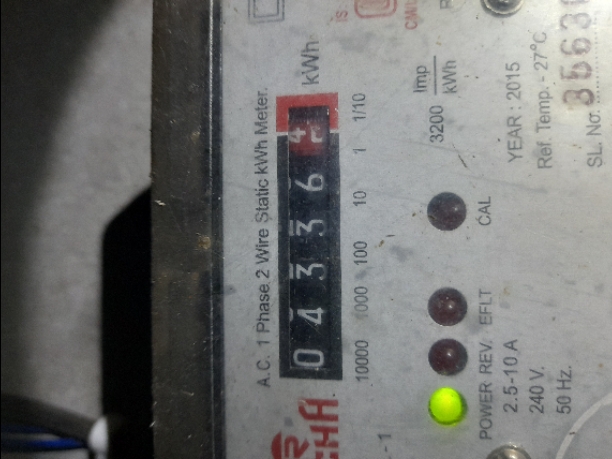 IS
A.C. 1 Phase 2 Wire Static kWh Meter.
0 4 3 3 6 4
kWh
10000 1000 100 10 1 1/10
3200 Imp
kWh
POWER REV. EFLT CAL
2.5-10 A
240 V.
50 Hz.
YEAR : 2015
Ref. Temp. - 27°C
SL. No.